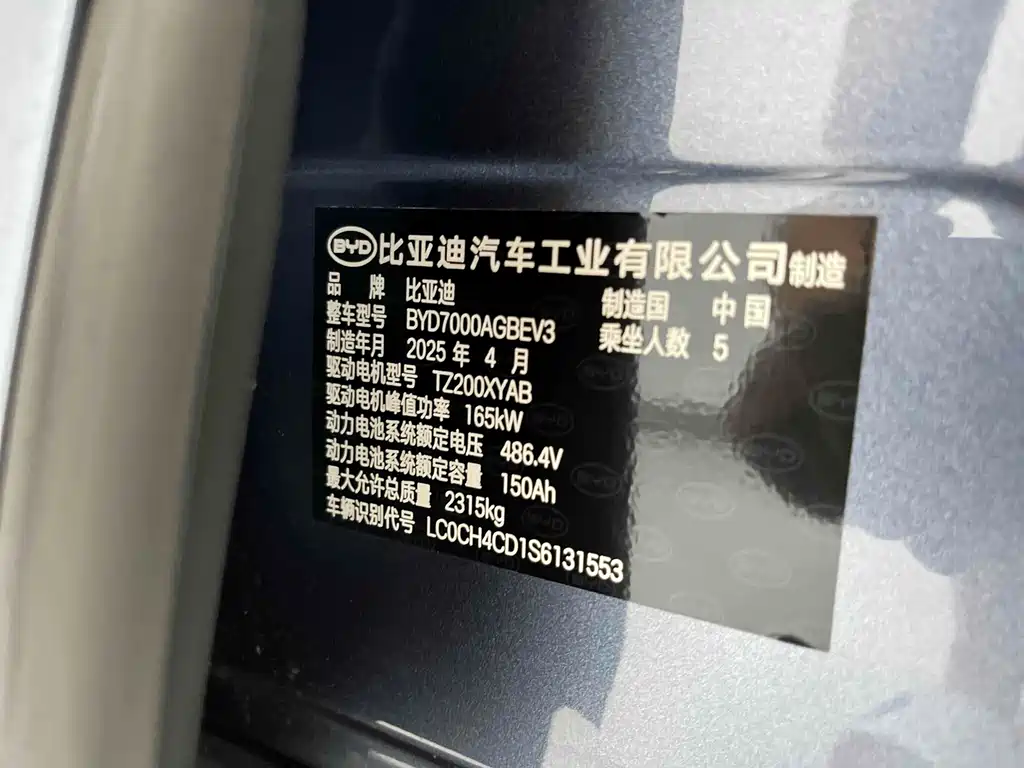 BYD比亚迪汽车工业有限公司制造
品 牌 比亚迪 制造国 中国
整车型号 BYD7000AGBEV3 乘坐人数 5
制造年月 2025 年 4 月
驱动电机型号 TZ200XYAB
驱动电机峰值功率 165kW
动力电池系统额定电压 486.4V
动力电池系统额定容量 150Ah
最大允许总质量 2315kg
车辆识别代号 LC0CH4CD1S6131553